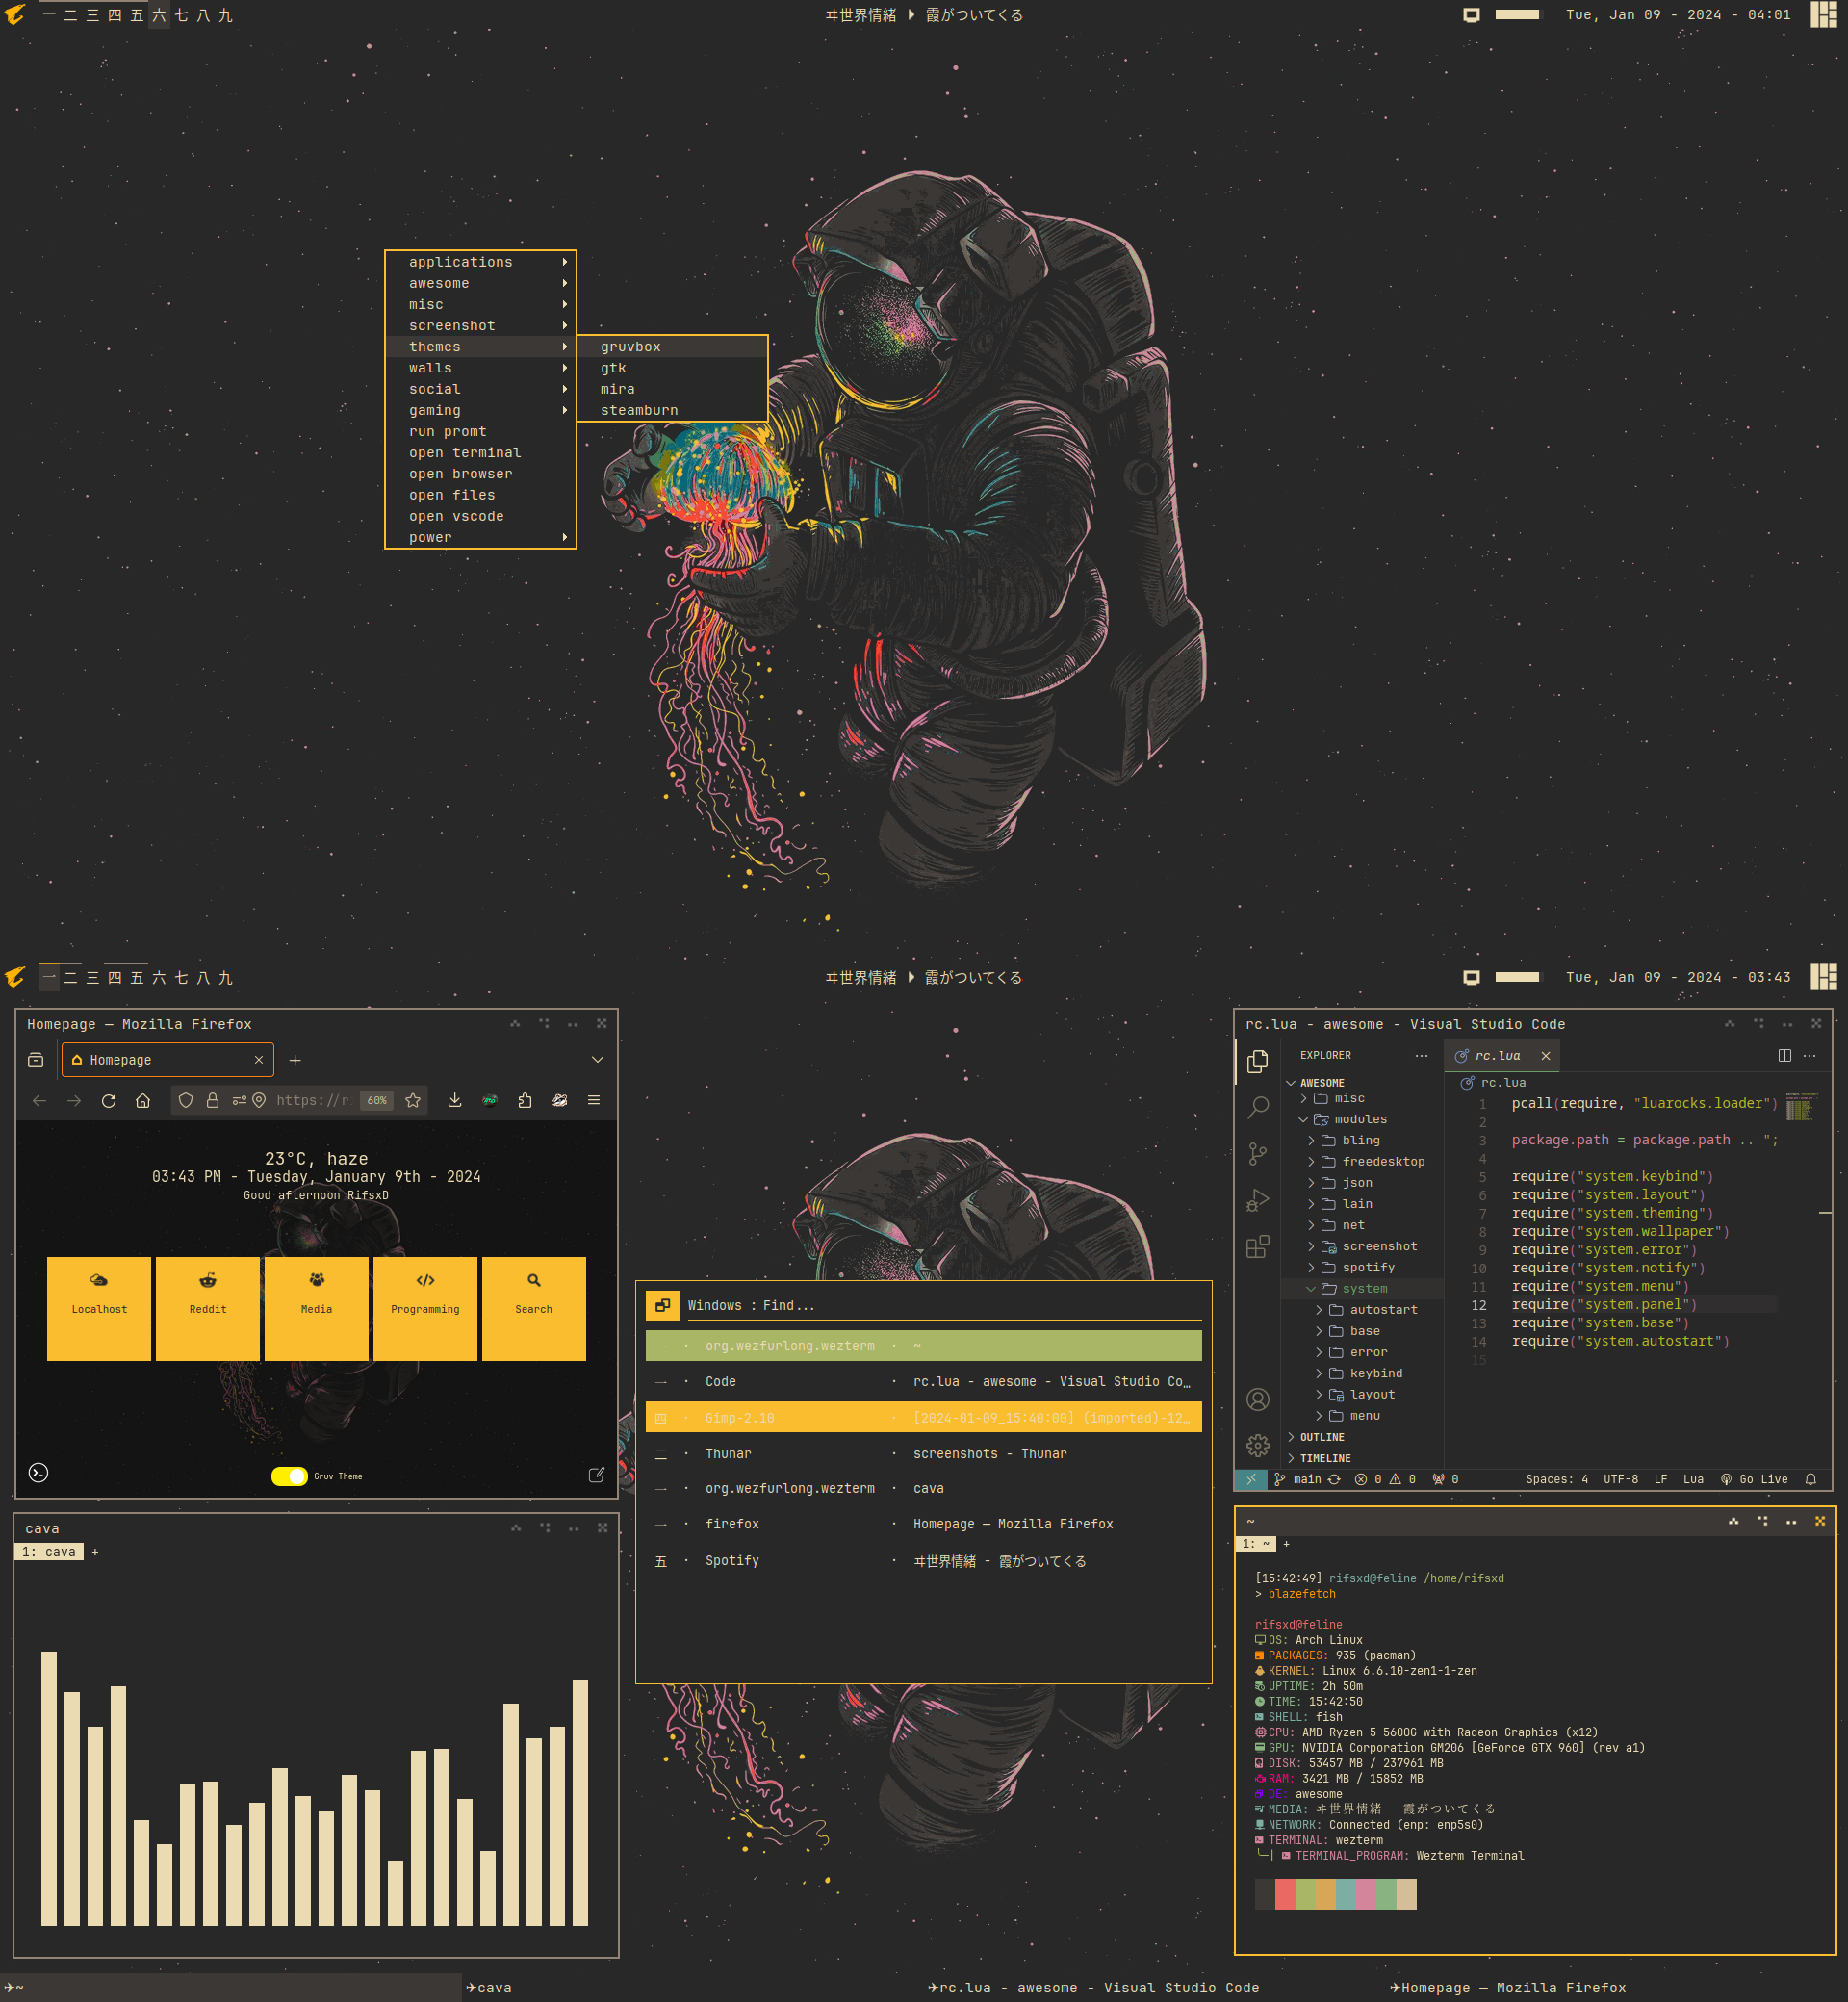 一 二 三 四 五 六 七 八 九
ヰ世界情緒 ▶ 霞がついてくる
Tue, Jan 09 - 2024 - 04:01
applications
awesome
misc
screenshot
themes
walls
social
gaming
run promt
open terminal
open browser
open files
open vscode
power
gruvbox
gtk
mira
steamburn
一 二 三 四 五 六 七 八 九
ヰ世界情緒 ▶ 霞がついてくる
Tue, Jan 09 - 2024 - 03:43
Homepage — Mozilla Firefox
Homepage
https://r 60%
23°C, haze
03:43 PM - Tuesday, January 9th - 2024
Good afternoon RifsxD
Localhost
Reddit
Media
Programming
Search
Gruv Theme
cava
1: cava +
Windows : Find...
一 · org.wezfurlong.wezterm · ~
一 · Code · rc.lua - awesome - Visual Studio Co…
四 · Gimp-2.10 · [2024-01-09_15:40:00] (imported)-12…
二 · Thunar · screenshots - Thunar
一 · org.wezfurlong.wezterm · cava
一 · firefox · Homepage — Mozilla Firefox
五 · Spotify · ヰ世界情緒 - 霞がついてくる
rc.lua - awesome - Visual Studio Code
EXPLORER
AWESOME
misc
modules
bling
freedesktop
json
lain
net
screenshot
spotify
system
autostart
base
error
keybind
layout
menu
OUTLINE
TIMELINE
rc.lua
rc.lua
1 pcall(require, "luarocks.loader")
2
3 package.path = package.path .. ";
4
5 require("system.keybind")
6 require("system.layout")
7 require("system.theming")
8 require("system.wallpaper")
9 require("system.error")
10 require("system.notify")
11 require("system.menu")
12 require("system.panel")
13 require("system.base")
14 require("system.autostart")
15
main 0 0 0 Spaces: 4 UTF-8 LF Lua Go Live
~
1: ~ +
[15:42:49] rifsxd@feline /home/rifsxd
> blazefetch
rifsxd@feline
OS: Arch Linux
PACKAGES: 935 (pacman)
KERNEL: Linux 6.6.10-zen1-1-zen
UPTIME: 2h 50m
TIME: 15:42:50
SHELL: fish
CPU: AMD Ryzen 5 5600G with Radeon Graphics (x12)
GPU: NVIDIA Corporation GM206 [GeForce GTX 960] (rev a1)
DISK: 53457 MB / 237961 MB
RAM: 3421 MB / 15852 MB
DE: awesome
MEDIA: ヰ世界情緒 - 霞がついてくる
NETWORK: Connected (enp: enp5s0)
TERMINAL: wezterm
╰─| TERMINAL_PROGRAM: Wezterm Terminal
✈~
✈cava
✈rc.lua - awesome - Visual Studio Code
✈Homepage — Mozilla Firefox